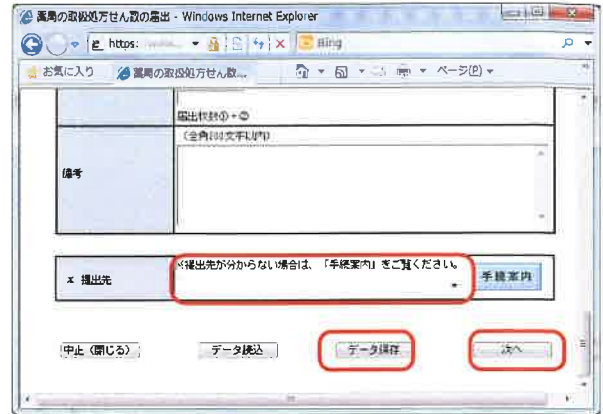 薬局の取扱処方せん数の届出 - Windows Internet Explorer
https:
Bing
お気に入り
薬局の取扱処方せん数...
ページ(P)
届出枚数①+②
(全角100文字以内)
備考
※提出先が分からない場合は、「手続案内」をご覧ください。
※ 提出先
手続案内
中止(閉じる)
データ読込
データ保存
次へ